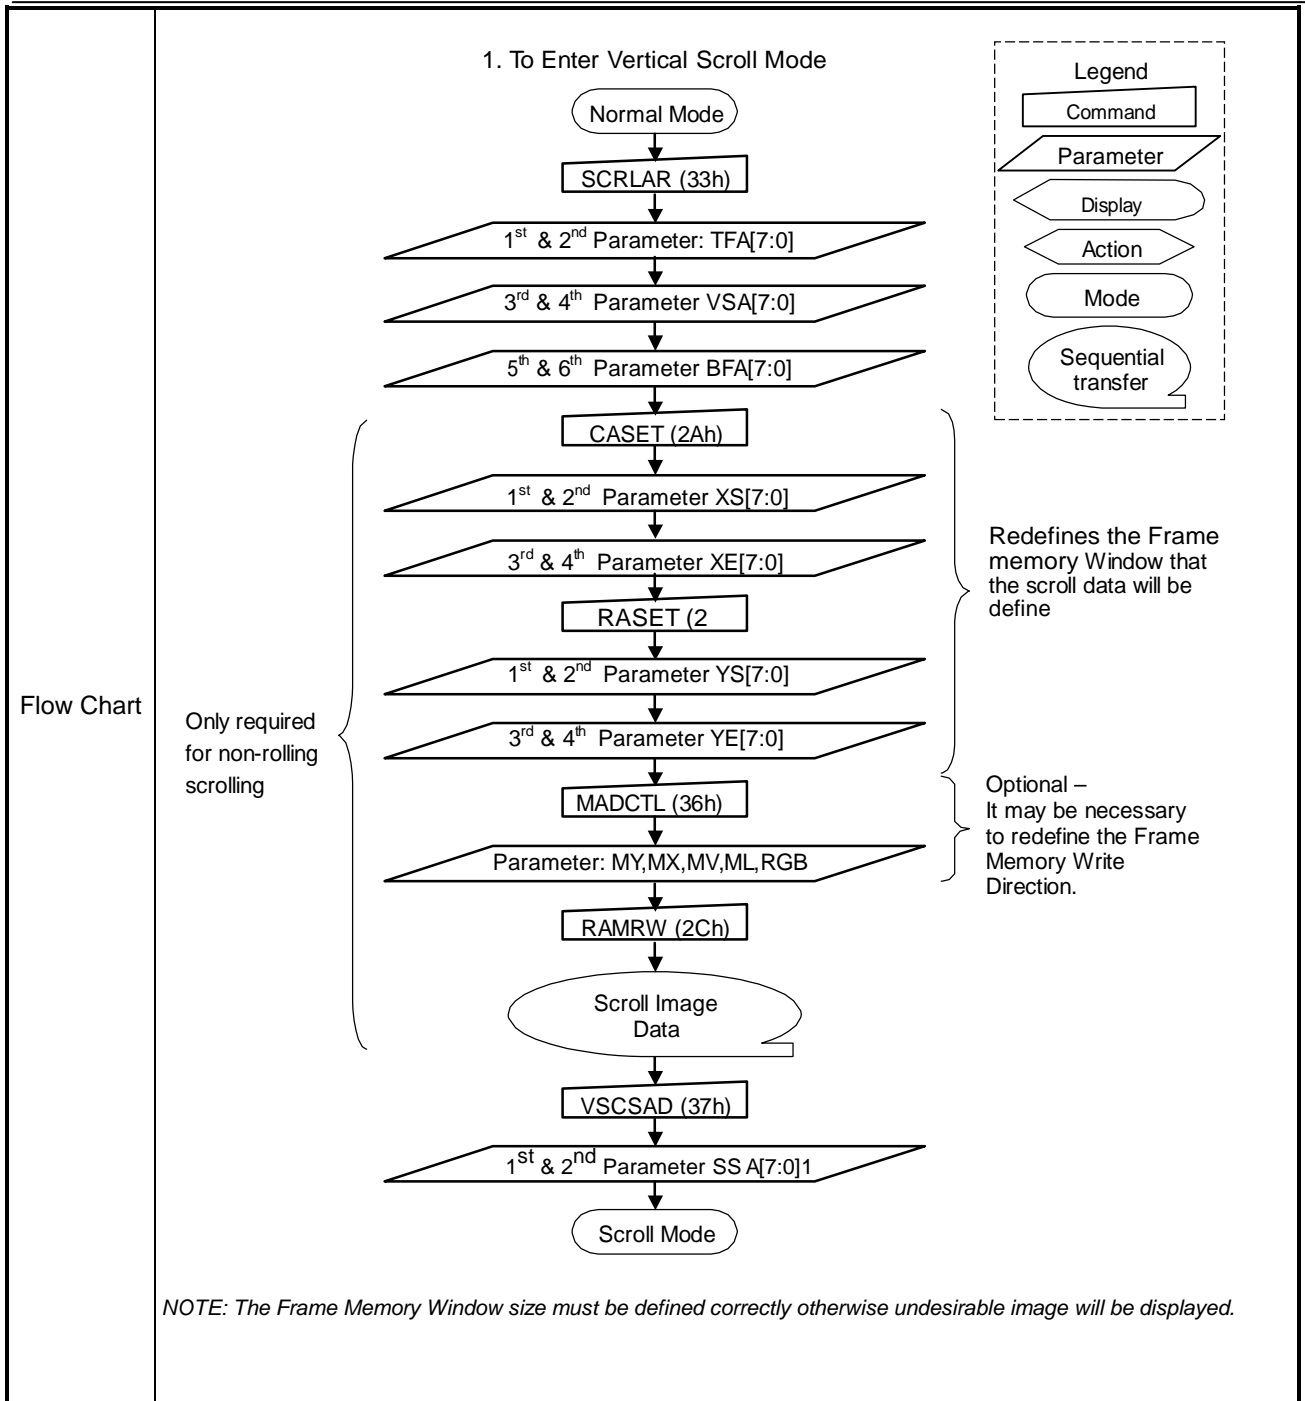 1. To Enter Vertical Scroll Mode
Normal Mode
SCRLAR (33h)
1st & 2nd Parameter: TFA[7:0]
3rd & 4th Parameter VSA[7:0]
5th & 6th Parameter BFA[7:0]
CASET (2Ah)
1st & 2nd Parameter XS[7:0]
3rd & 4th Parameter XE[7:0]
RASET (2
1st & 2nd Parameter YS[7:0]
3rd & 4th Parameter YE[7:0]
MADCTL (36h)
Parameter: MY,MX,MV,ML,RGB
RAMRW (2Ch)
Scroll Image
Data
VSCSAD (37h)
1st & 2nd Parameter SSA[7:0]1
Scroll Mode
Legend
Command
Parameter
Display
Action
Mode
Sequential
transfer
Redefines the Frame
memory Window that
the scroll data will be
define
Optional –
It may be necessary
to redefine the Frame
Memory Write
Direction.
Flow Chart
Only required
for non-rolling
scrolling
NOTE: The Frame Memory Window size must be defined correctly otherwise undesirable image will be displayed.